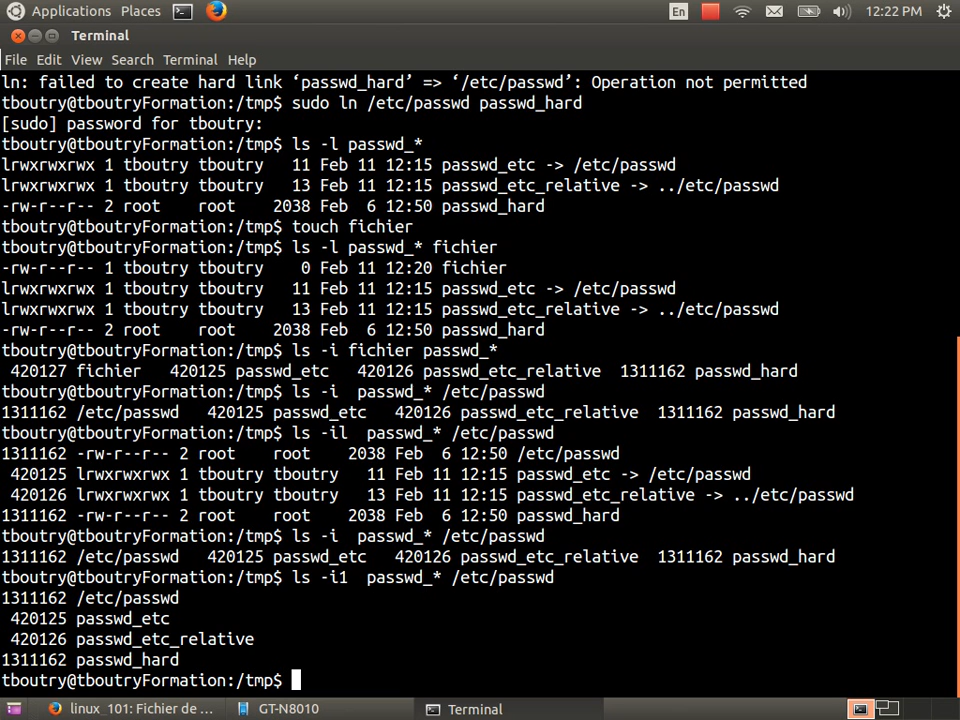 Applications Places En 12:22 PM
Terminal
File Edit View Search Terminal Help
ln: failed to create hard link ‘passwd_hard’ => ‘/etc/passwd’: Operation not permitted
tboutry@tboutryFormation:/tmp$ sudo ln /etc/passwd passwd_hard
[sudo] password for tboutry:
tboutry@tboutryFormation:/tmp$ ls -l passwd_*
lrwxrwxrwx 1 tboutry tboutry   11 Feb 11 12:15 passwd_etc -> /etc/passwd
lrwxrwxrwx 1 tboutry tboutry   13 Feb 11 12:15 passwd_etc_relative -> ../etc/passwd
-rw-r--r-- 2 root    root    2038 Feb  6 12:50 passwd_hard
tboutry@tboutryFormation:/tmp$ touch fichier
tboutry@tboutryFormation:/tmp$ ls -l passwd_* fichier
-rw-r--r-- 1 tboutry tboutry    0 Feb 11 12:20 fichier
lrwxrwxrwx 1 tboutry tboutry   11 Feb 11 12:15 passwd_etc -> /etc/passwd
lrwxrwxrwx 1 tboutry tboutry   13 Feb 11 12:15 passwd_etc_relative -> ../etc/passwd
-rw-r--r-- 2 root    root    2038 Feb  6 12:50 passwd_hard
tboutry@tboutryFormation:/tmp$ ls -i fichier passwd_*
 420127 fichier   420125 passwd_etc   420126 passwd_etc_relative  1311162 passwd_hard
tboutry@tboutryFormation:/tmp$ ls -i  passwd_* /etc/passwd
1311162 /etc/passwd   420125 passwd_etc   420126 passwd_etc_relative  1311162 passwd_hard
tboutry@tboutryFormation:/tmp$ ls -il  passwd_* /etc/passwd
1311162 -rw-r--r-- 2 root    root    2038 Feb  6 12:50 /etc/passwd
 420125 lrwxrwxrwx 1 tboutry tboutry   11 Feb 11 12:15 passwd_etc -> /etc/passwd
 420126 lrwxrwxrwx 1 tboutry tboutry   13 Feb 11 12:15 passwd_etc_relative -> ../etc/passwd
1311162 -rw-r--r-- 2 root    root    2038 Feb  6 12:50 passwd_hard
tboutry@tboutryFormation:/tmp$ ls -i  passwd_* /etc/passwd
1311162 /etc/passwd   420125 passwd_etc   420126 passwd_etc_relative  1311162 passwd_hard
tboutry@tboutryFormation:/tmp$ ls -i1  passwd_* /etc/passwd
1311162 /etc/passwd
 420125 passwd_etc
 420126 passwd_etc_relative
1311162 passwd_hard
tboutry@tboutryFormation:/tmp$
linux_101: Fichier de ... GT-N8010 Terminal